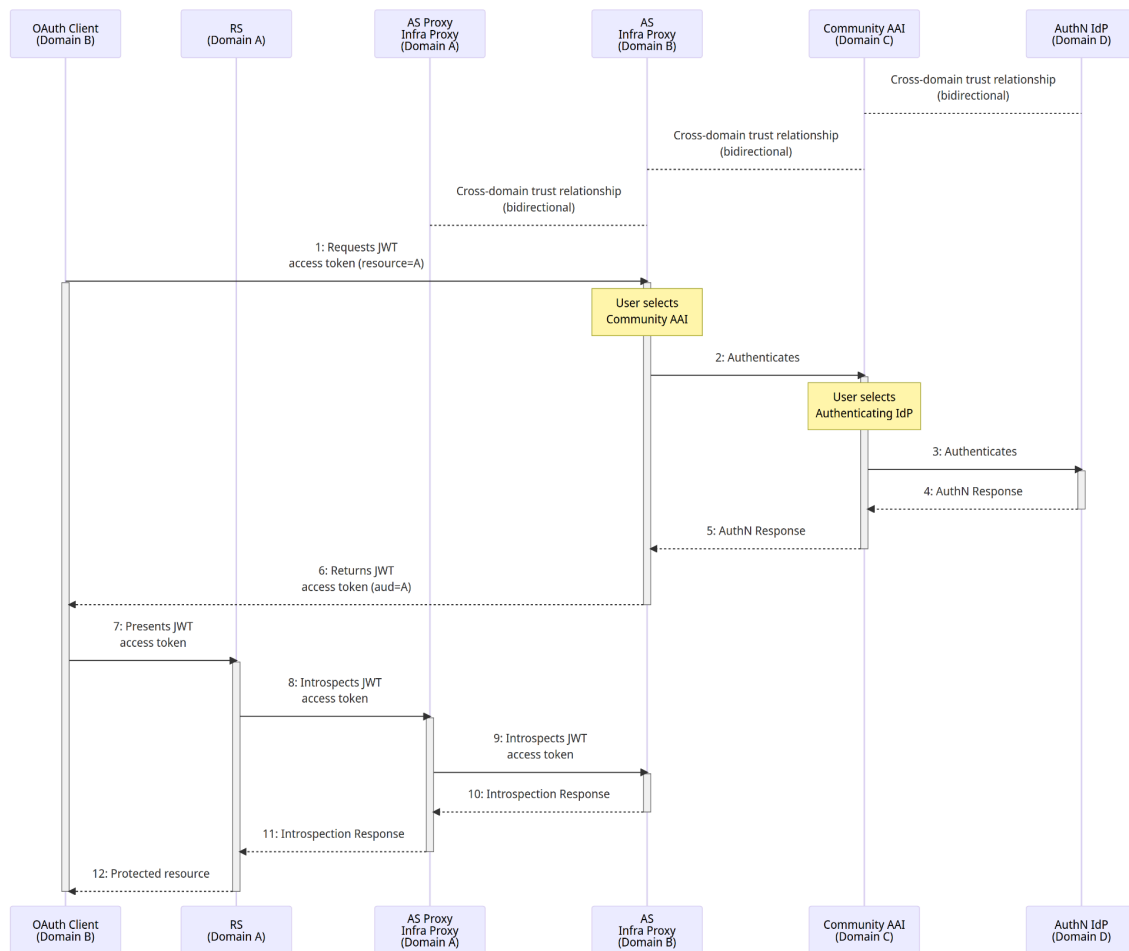 OAuth Client
(Domain B)
RS
(Domain A)
AS Proxy
Infra Proxy
(Domain A)
AS
Infra Proxy
(Domain B)
Community AAI
(Domain C)
AuthN IdP
(Domain D)
Cross-domain trust relationship
(bidirectional)
Cross-domain trust relationship
(bidirectional)
Cross-domain trust relationship
(bidirectional)
1: Requests JWT
access token (resource=A)
User selects
Community AAI
2: Authenticates
User selects
Authenticating IdP
3: Authenticates
4: AuthN Response
5: AuthN Response
6: Returns JWT
access token (aud=A)
7: Presents JWT
access token
8: Introspects JWT
access token
9: Introspects JWT
access token
10: Introspection Response
11: Introspection Response
12: Protected resource
OAuth Client
(Domain B)
RS
(Domain A)
AS Proxy
Infra Proxy
(Domain A)
AS
Infra Proxy
(Domain B)
Community AAI
(Domain C)
AuthN IdP
(Domain D)